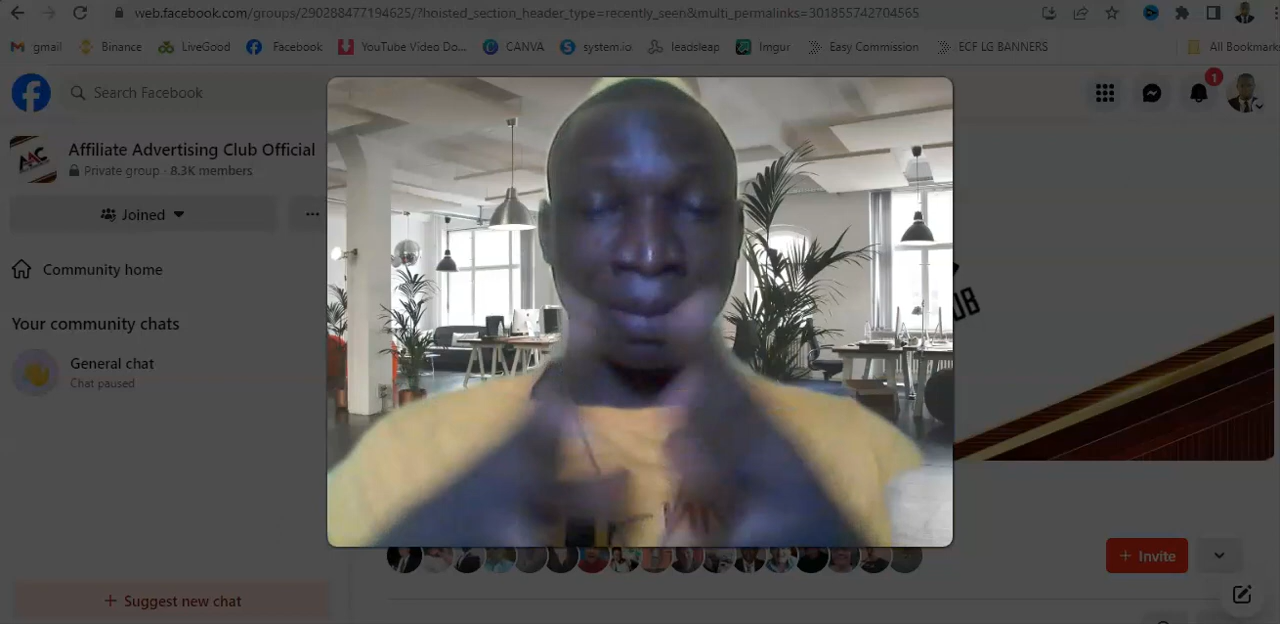 web.facebook.com/groups/290288477194625/?hoisted_section_header_type=recently_seen&multi_permalinks=301855742704565
gmail Binance LiveGood Facebook YouTube Video Do... CANVA system.io leadsleap Imgur Easy Commission ECF LG BANNERS All Bookmark
Search Facebook
1
AAC
Affiliate Advertising Club Official
Private group · 8.3K members
Joined
Community home
Your community chats
General chat
Chat paused
+ Invite
+ Suggest new chat